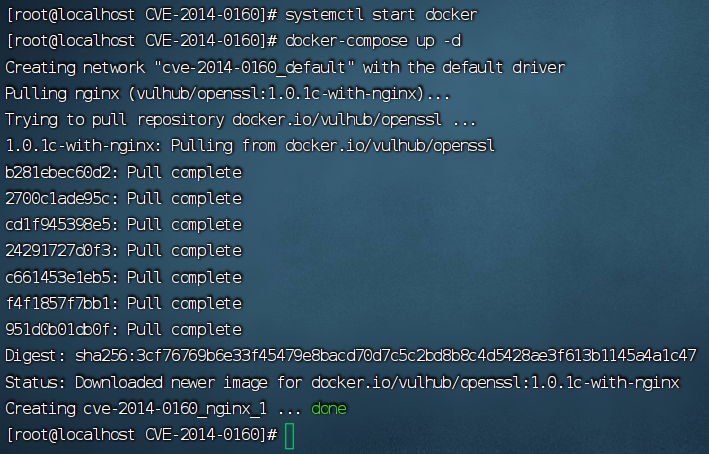 [root@localhost CVE-2014-0160]# systemctl start docker
[root@localhost CVE-2014-0160]# docker-compose up -d
Creating network "cve-2014-0160_default" with the default driver
Pulling nginx (vulhub/openssl:1.0.1c-with-nginx)...
Trying to pull repository docker.io/vulhub/openssl ...
1.0.1c-with-nginx: Pulling from docker.io/vulhub/openssl
b281ebec60d2: Pull complete
2700c1ade95c: Pull complete
cd1f945398e5: Pull complete
24291727d0f3: Pull complete
c661453e1eb5: Pull complete
f4f1857f7bb1: Pull complete
951d0b01db0f: Pull complete
Digest: sha256:3cf76769b6e33f45479e8bacd70d7c5c2bd8b8c4d5428ae3f613b1145a4a1c47
Status: Downloaded newer image for docker.io/vulhub/openssl:1.0.1c-with-nginx
Creating cve-2014-0160_nginx_1 ... done
[root@localhost CVE-2014-0160]#